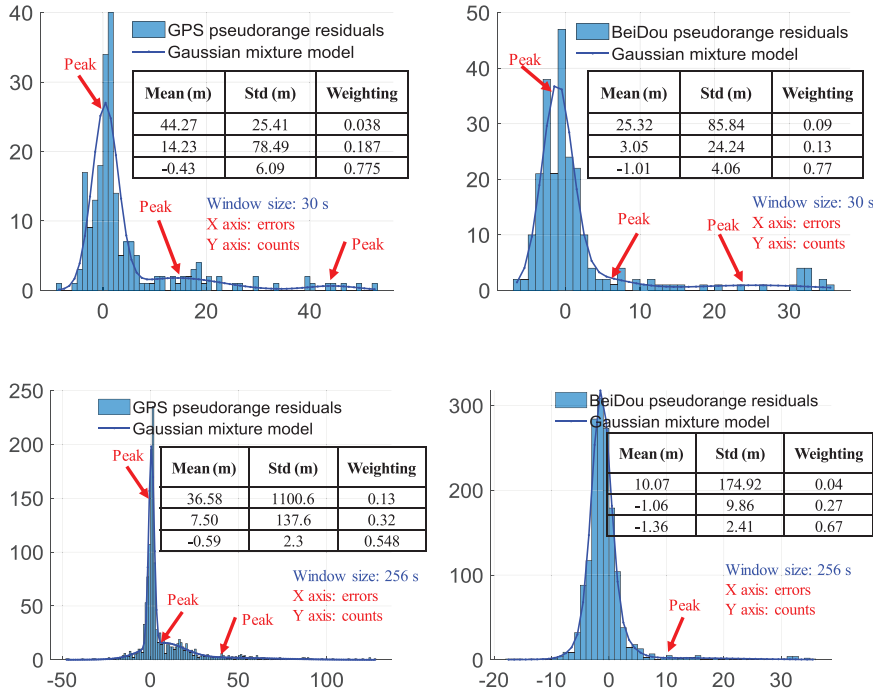 GPS pseudorange residuals
Gaussian mixture model
Peak
Mean (m) Std (m) Weighting
44.27 25.41 0.038
14.23 78.49 0.187
-0.43 6.09 0.775
Peak
Window size: 30 s
X axis: errors
Y axis: counts
Peak
40
30
20
10
0
0 20 40
BeiDou pseudorange residuals
Gaussian mixture model
Peak
Mean (m) Std (m) Weighting
25.32 85.84 0.09
3.05 24.24 0.13
-1.01 4.06 0.77
Window size: 30 s
X axis: errors
Y axis: counts
Peak
Peak
50
40
30
20
10
0
0 10 20 30
GPS pseudorange residuals
Gaussian mixture model
Peak
Mean (m) Std (m) Weighting
36.58 1100.6 0.13
7.50 137.6 0.32
-0.59 2.3 0.548
Window size: 256 s
X axis: errors
Y axis: counts
Peak
Peak
250
200
150
100
50
0
-50 0 50 100
BeiDou pseudorange residuals
Gaussian mixture model
Mean (m) Std (m) Weighting
10.07 174.92 0.04
-1.06 9.86 0.27
-1.36 2.41 0.67
Window size: 256 s
X axis: errors
Y axis: counts
Peak
300
200
100
0
-20 -10 0 10 20 30